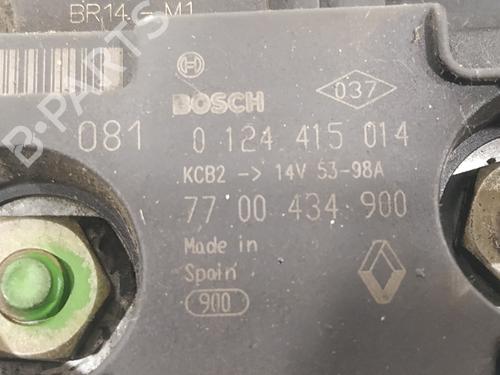 BR14 - M1
BOSCH
037
081 0 124 415 014
KCB2 -> 14V 53-98A
77 00 434 900
Made in
Spain
900
B-PARTS